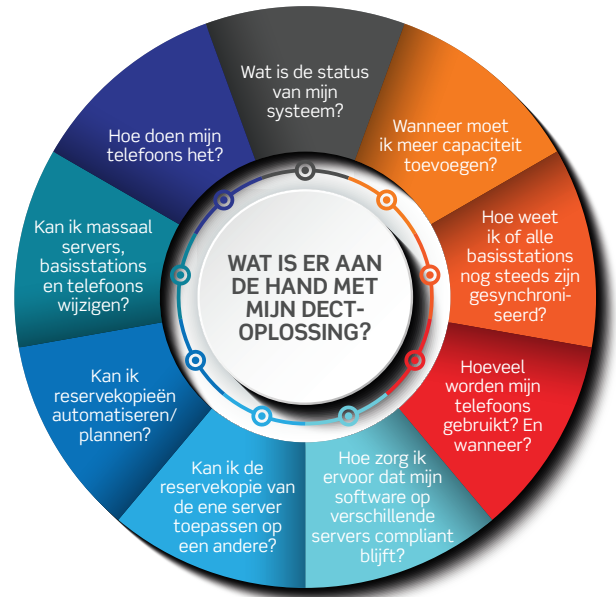 Wat is de status
van mijn
systeem?
Wanneer moet
ik meer capaciteit
toevoegen?
Hoe weet
ik of alle
basisstations
nog steeds zijn
gesynchroni-
seerd?
Hoeveel
worden mijn
telefoons
gebruikt? En
wanneer?
Hoe zorg ik
ervoor dat mijn
software op
verschillende
servers compliant
blijft?
Kan ik de
reservekopie van
de ene server
toepassen op
een andere?
Kan ik
reservekopieën
automatiseren/
plannen?
Kan ik massaal
servers,
basisstations
en telefoons
wijzigen?
Hoe doen mijn
telefoons het?
WAT IS ER AAN
DE HAND MET
MIJN DECT-
OPLOSSING?